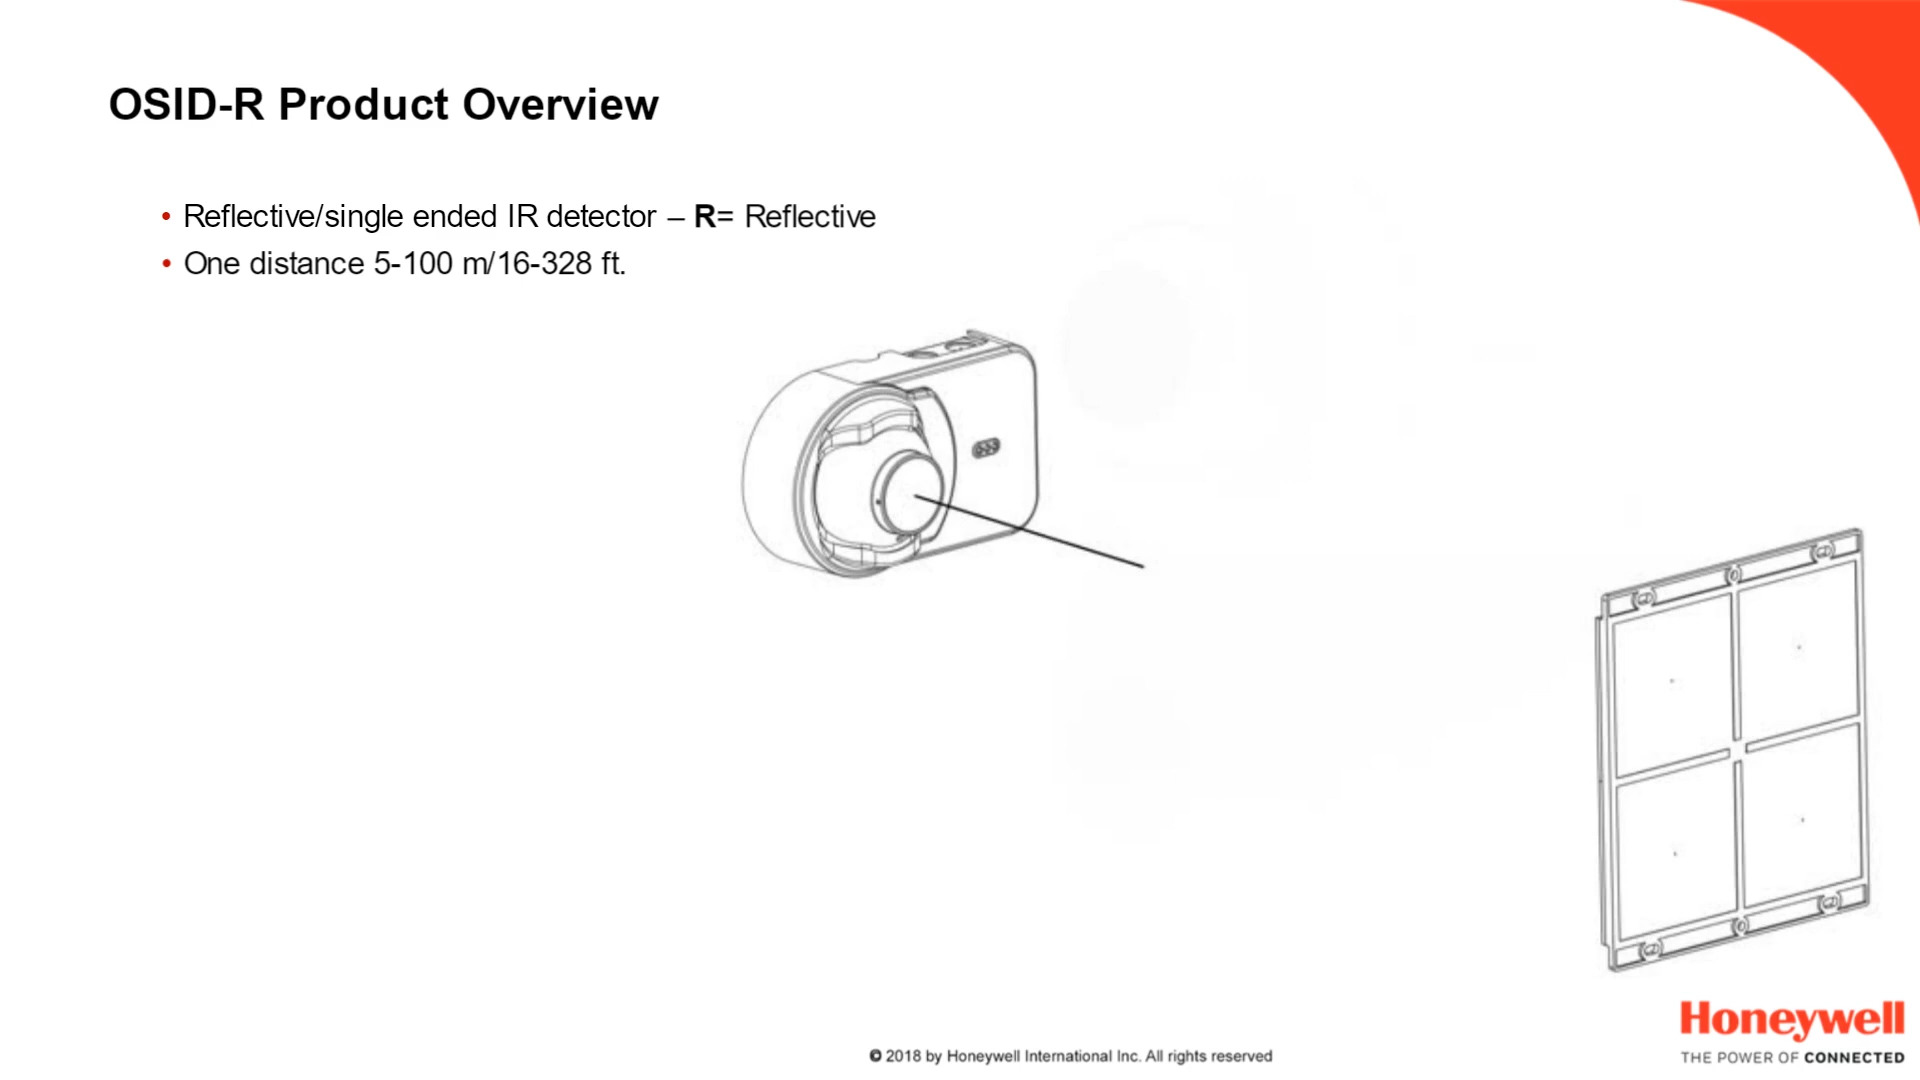 OSID-R Product Overview
• Reflective/single ended IR detector – R= Reflective
• One distance 5-100 m/16-328 ft.
Honeywell
THE POWER OF CONNECTED
© 2018 by Honeywell International Inc. All rights reserved